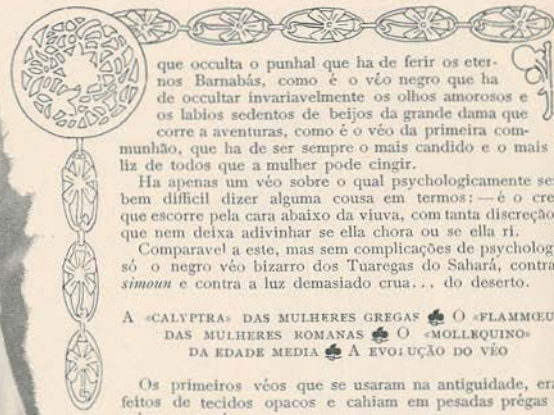 que occulta o punhal que ha de ferir os eter-
nos Barnabás, como é o véo negro que ha
de occultar invariavelmente os olhos amorosos e
os labios sedentos de beijos da grande dama que
corre a aventuras, como é o véo da primeira com-
munhão, que ha de ser sempre o mais candido e o mais
liz de todos que a mulher pode cingir.
Ha apenas um véo sobre o qual psychologicamente
bem difficil dizer alguma cousa em termos: — é o
que escorre pela cara abaixo da viuva, com tanta discreção
que nem deixa adivinhar se ella chora ou se ella ri.
Comparavel a este, mas sem complicações de
só o negro véo bizarro dos Tuaregas do Sahará, contra
simoun e contra a luz demasiado crua... do deserto.
A «CALYPTRA» DAS MULHERES GREGAS O
DAS MULHERES ROMANAS O «MOLLEQUINO»
DA EDADE MEDIA A EVOLUÇÃO DO VÉO
Os primeiros véos que se usaram na antiguidade,
feitos de tecidos opacos e cahiam em pesadas prégas